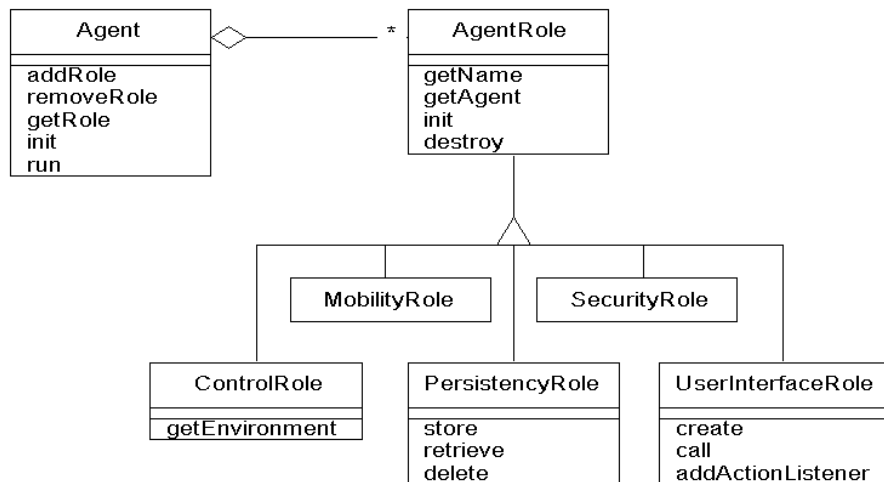 Agent
addRole
removeRole
getRole
init
run
*
AgentRole
getName
getAgent
init
destroy
MobilityRole
SecurityRole
ControlRole
getEnvironment
PersistencyRole
store
retrieve
delete
UserInterfaceRole
create
call
addActionListener